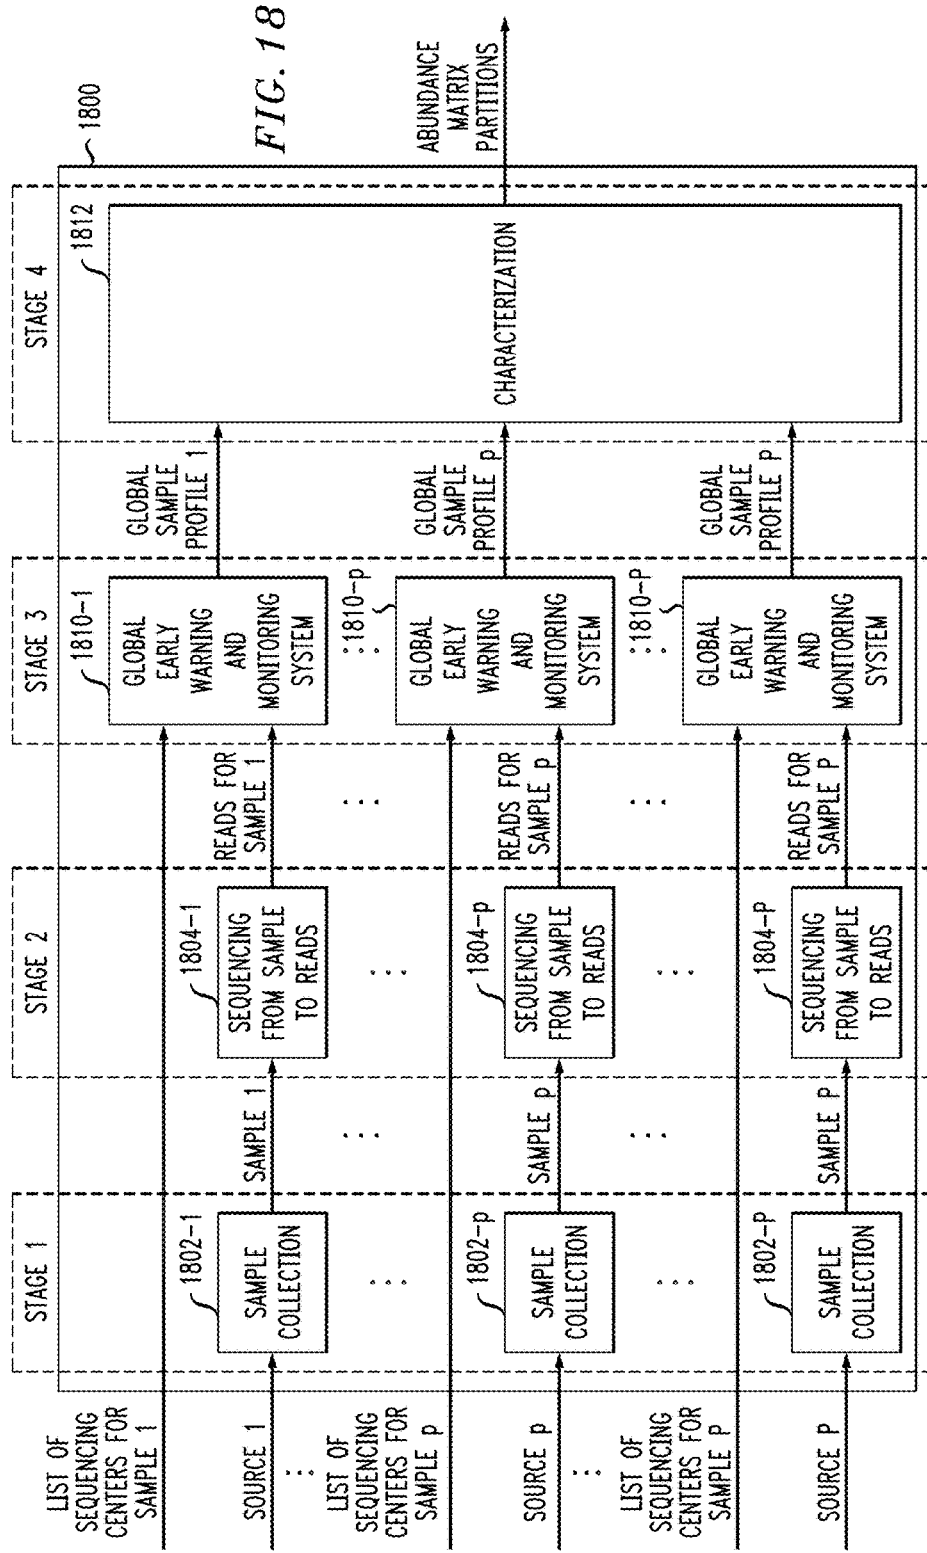 FIG. 18
1800
STAGE 1
STAGE 2
STAGE 3
STAGE 4
LIST OF
SEQUENCING
CENTERS FOR
SAMPLE 1
SOURCE 1
1802-1
SAMPLE
COLLECTION
SAMPLE 1
1804-1
SEQUENCING
FROM SAMPLE
TO READS
READS FOR
SAMPLE 1
1810-1
GLOBAL
EARLY
WARNING
AND
MONITORING
SYSTEM
GLOBAL
SAMPLE
PROFILE 1
1812
CHARACTERIZATION
ABUNDANCE
MATRIX
PARTITIONS
LIST OF
SEQUENCING
CENTERS FOR
SAMPLE p
SOURCE p
1802-p
SAMPLE
COLLECTION
SAMPLE p
1804-p
SEQUENCING
FROM SAMPLE
TO READS
READS FOR
SAMPLE p
1810-p
GLOBAL
EARLY
WARNING
AND
MONITORING
SYSTEM
GLOBAL
SAMPLE
PROFILE p
LIST OF
SEQUENCING
CENTERS FOR
SAMPLE P
SOURCE P
1802-P
SAMPLE
COLLECTION
SAMPLE P
1804-P
SEQUENCING
FROM SAMPLE
TO READS
READS FOR
SAMPLE P
1810-P
GLOBAL
EARLY
WARNING
AND
MONITORING
SYSTEM
GLOBAL
SAMPLE
PROFILE P